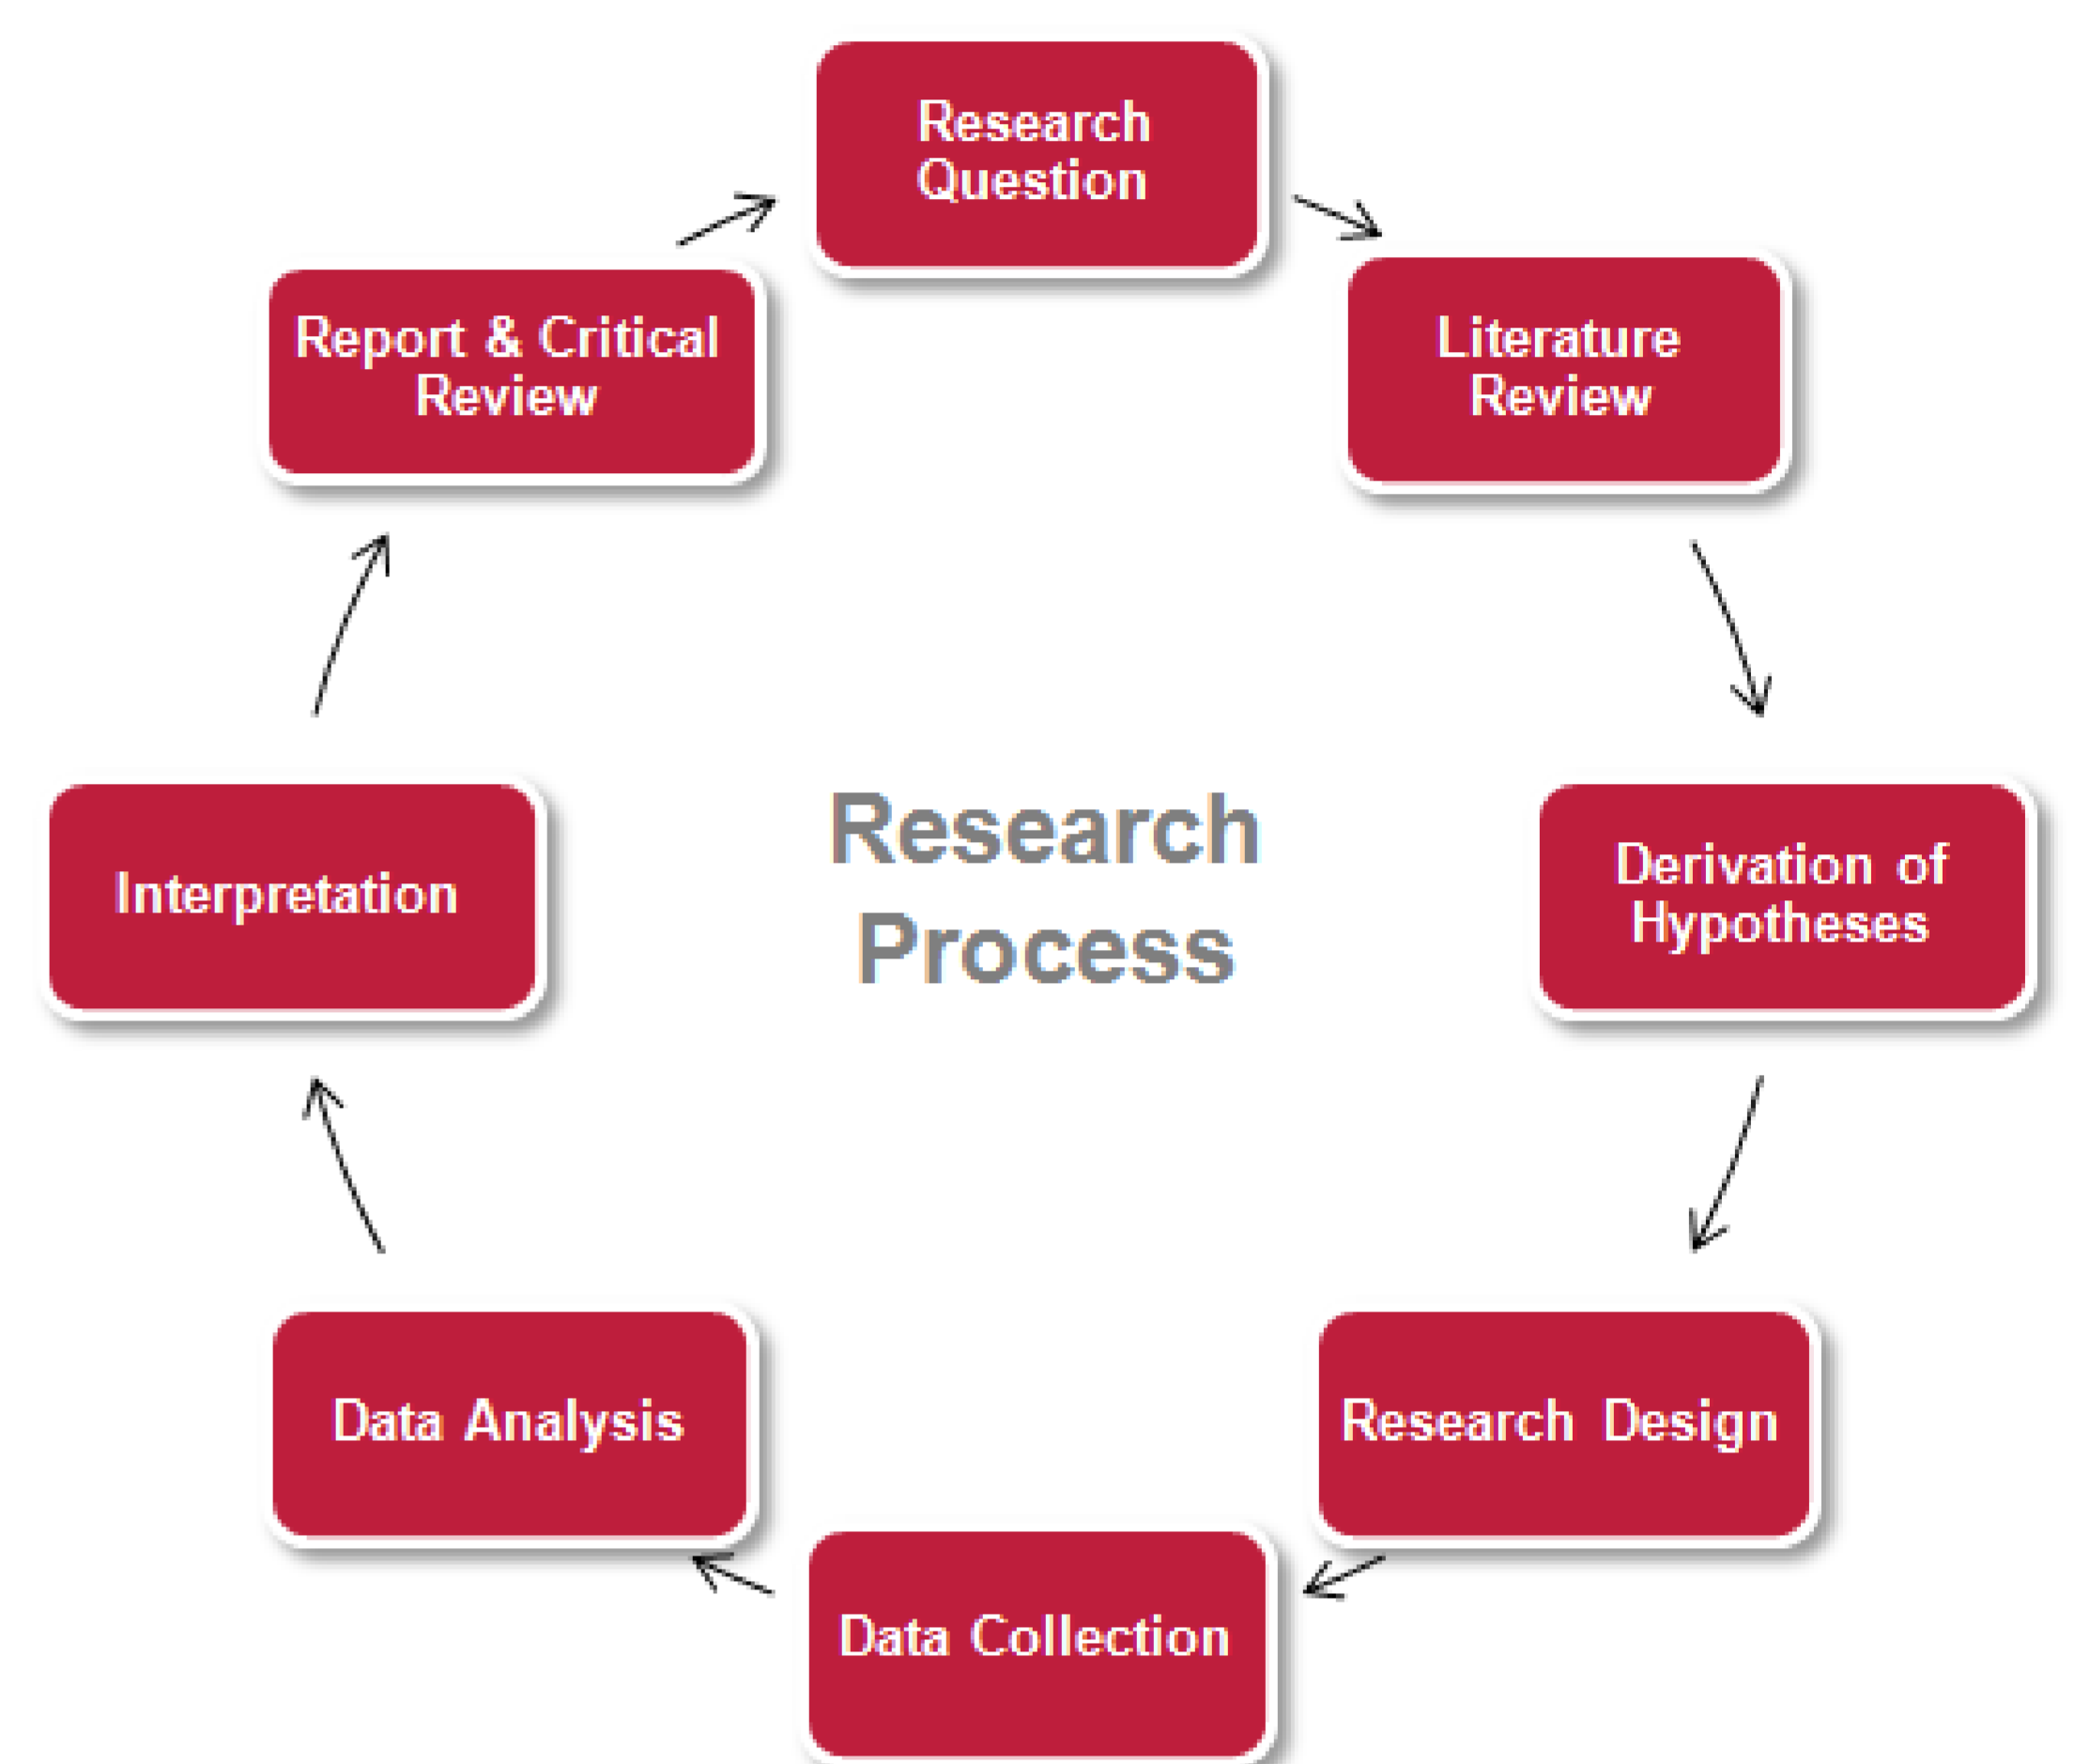 Research
Question
Literature
Review
Derivation of
Hypotheses
Research Design
Data Collection
Data Analysis
Interpretation
Report & Critical
Review
Research
Process